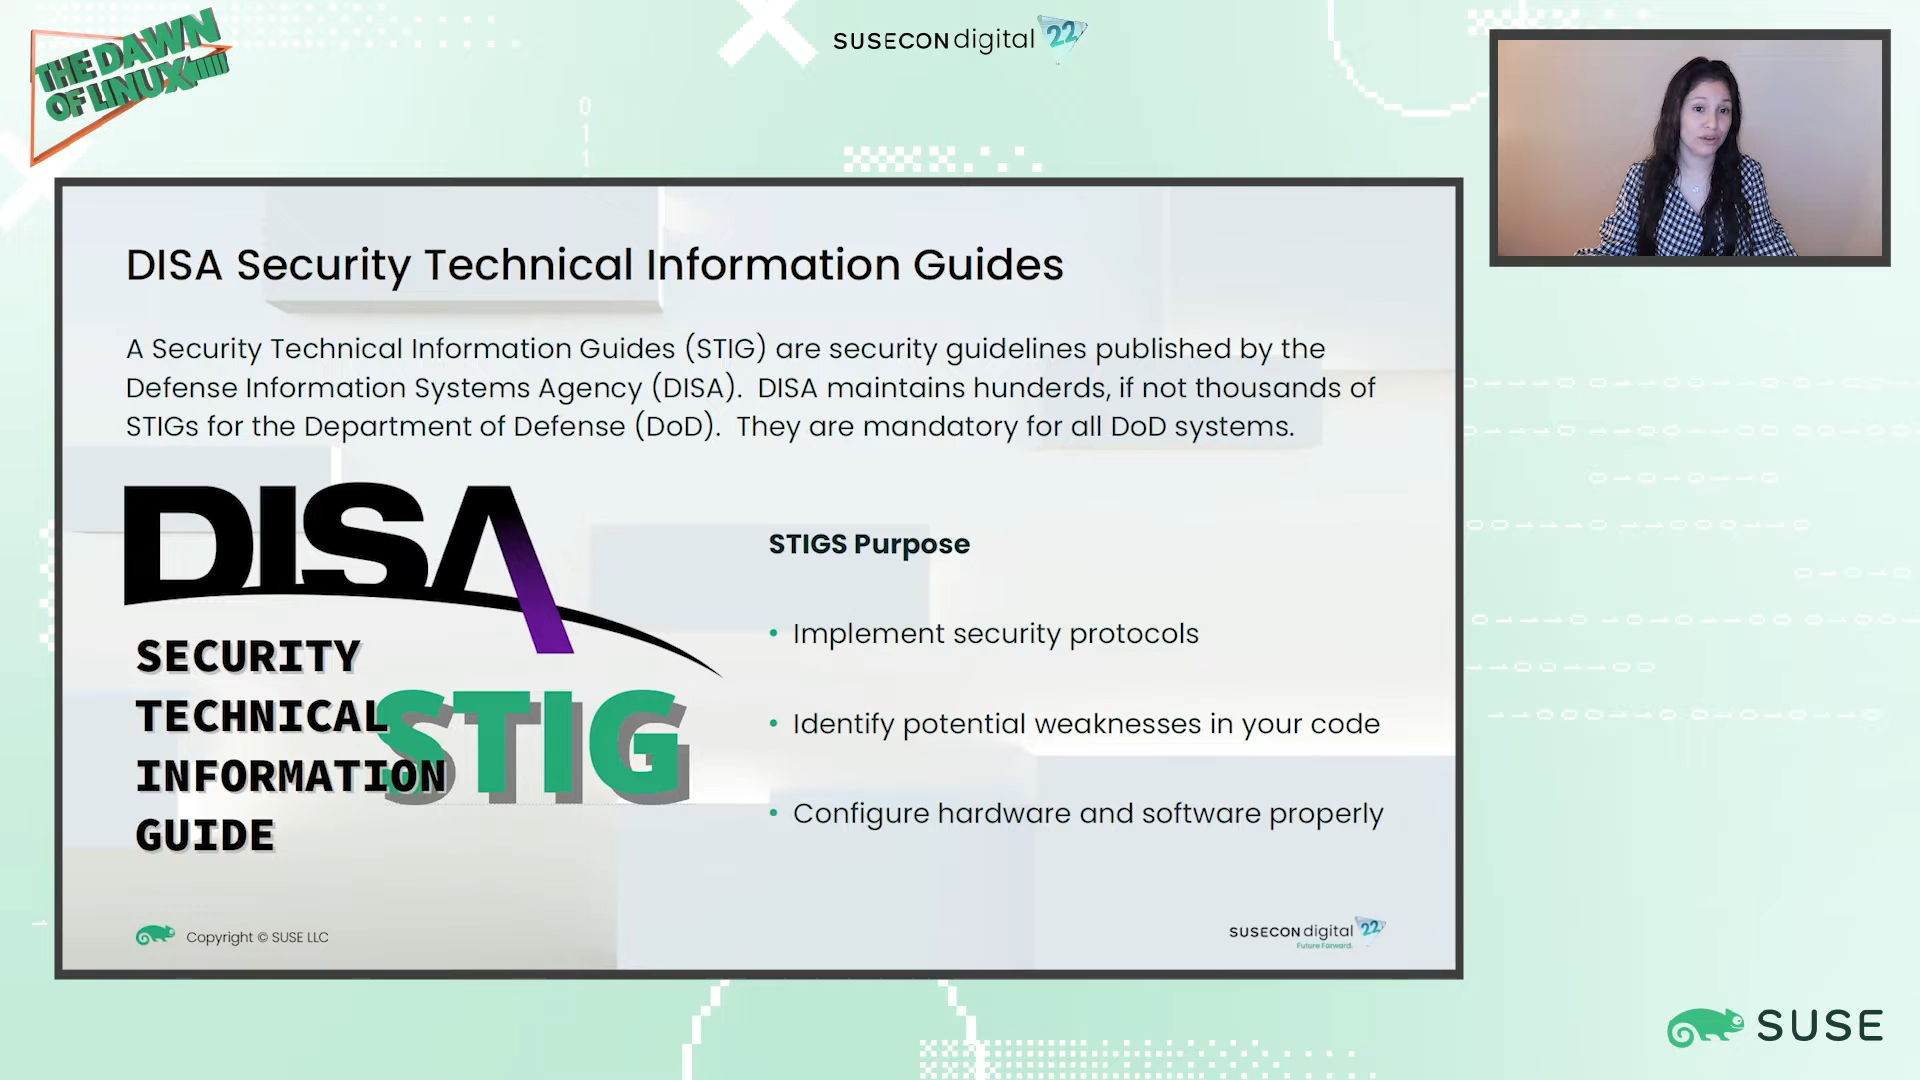 THE DAWN
OF LINUX
SUSECON digital 22
DISA Security Technical Information Guides
A Security Technical Information Guides (STIG) are security guidelines published by the
Defense Information Systems Agency (DISA).  DISA maintains hunderds, if not thousands of
STIGs for the Department of Defense (DoD).  They are mandatory for all DoD systems.
DISA
SECURITY
TECHNICAL
INFORMATION
GUIDE
STIG
STIGS Purpose
• Implement security protocols
• Identify potential weaknesses in your code
• Configure hardware and software properly
Copyright © SUSE LLC
SUSECON digital 22
Future Forward.
SUSE